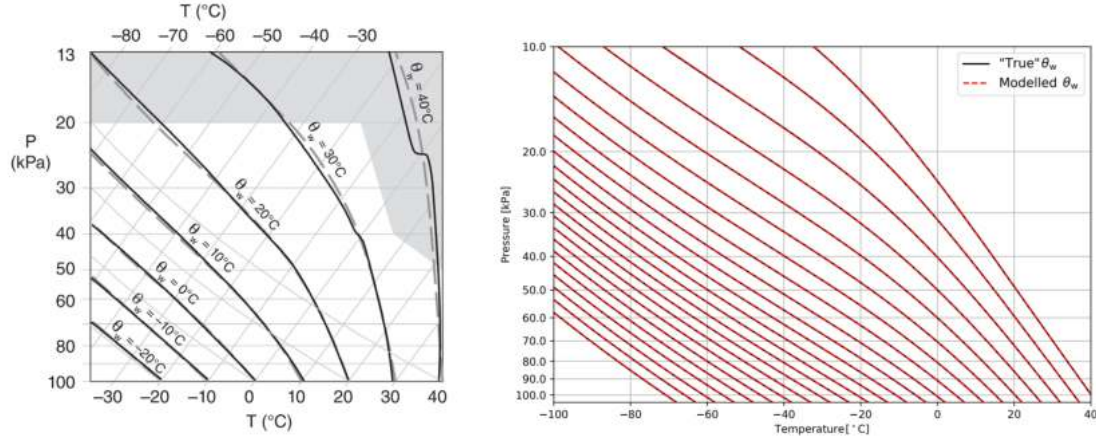 T (°C)
−80 −70 −60 −50 −40 −30
13
20
P
(kPa)
30
40
50
60
80
100
θw = 40°C
θw = 30°C
θw = 20°C
θw = 10°C
θw = 0°C
θw = −10°C
θw = −20°C
−30 −20 −10 0 10 20 30 40
T (°C)
10.0
20.0
30.0
40.0
50.0
60.0
70.0
80.0
90.0
100.0
Pressure [kPa]
"True" θw
Modelled θw
−100 −80 −60 −40 −20 0 20 40
Temperature[°C]